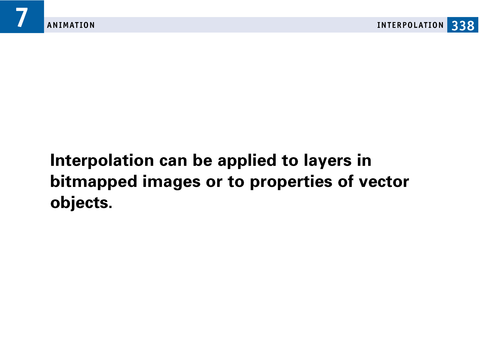 7
ANIMATION
INTERPOLATION 338
Interpolation can be applied to layers in
bitmapped images or to properties of vector
objects.